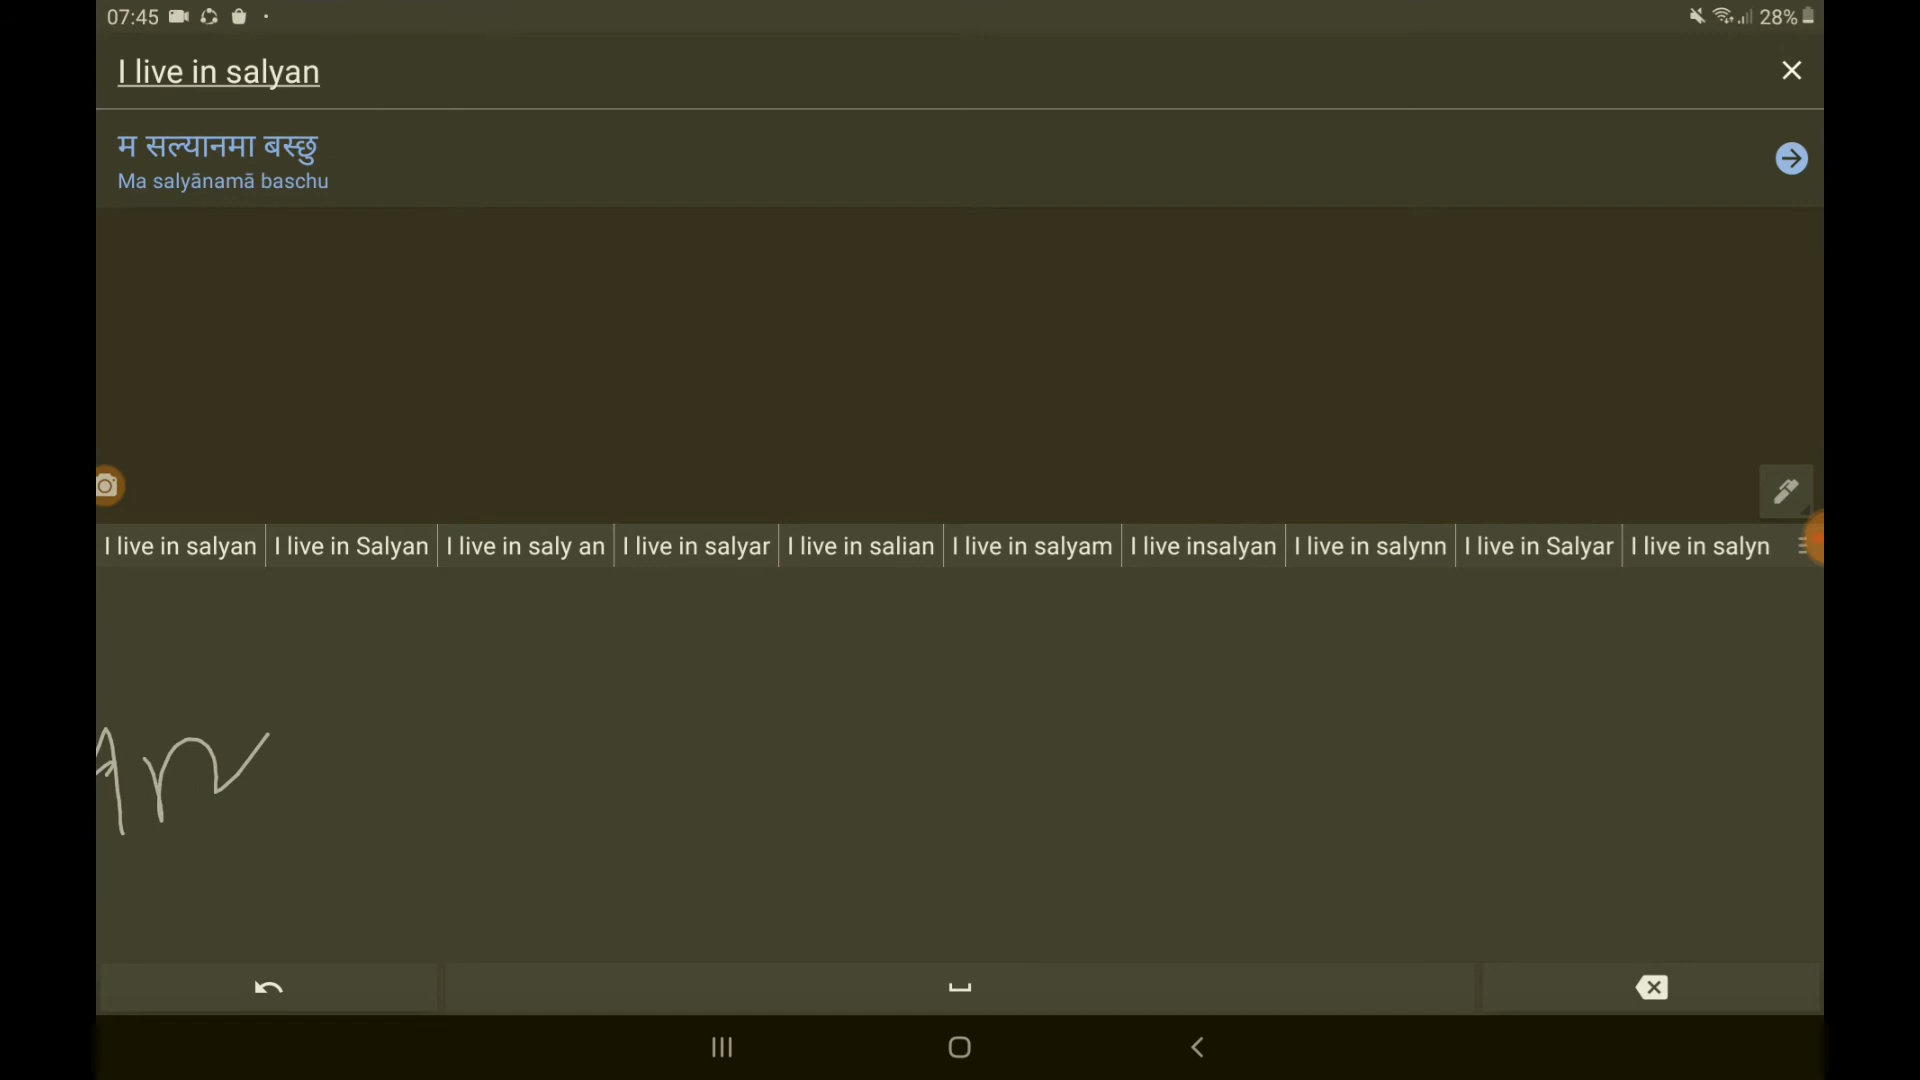 07:45
28%
I live in salyan
म सल्यानमा बस्छु
Ma salyānamā baschu
I live in salyan
I live in Salyan
I live in saly an
I live in salyar
I live in salian
I live in salyam
I live insalyan
I live in salynn
I live in Salyar
I live in salyn
An